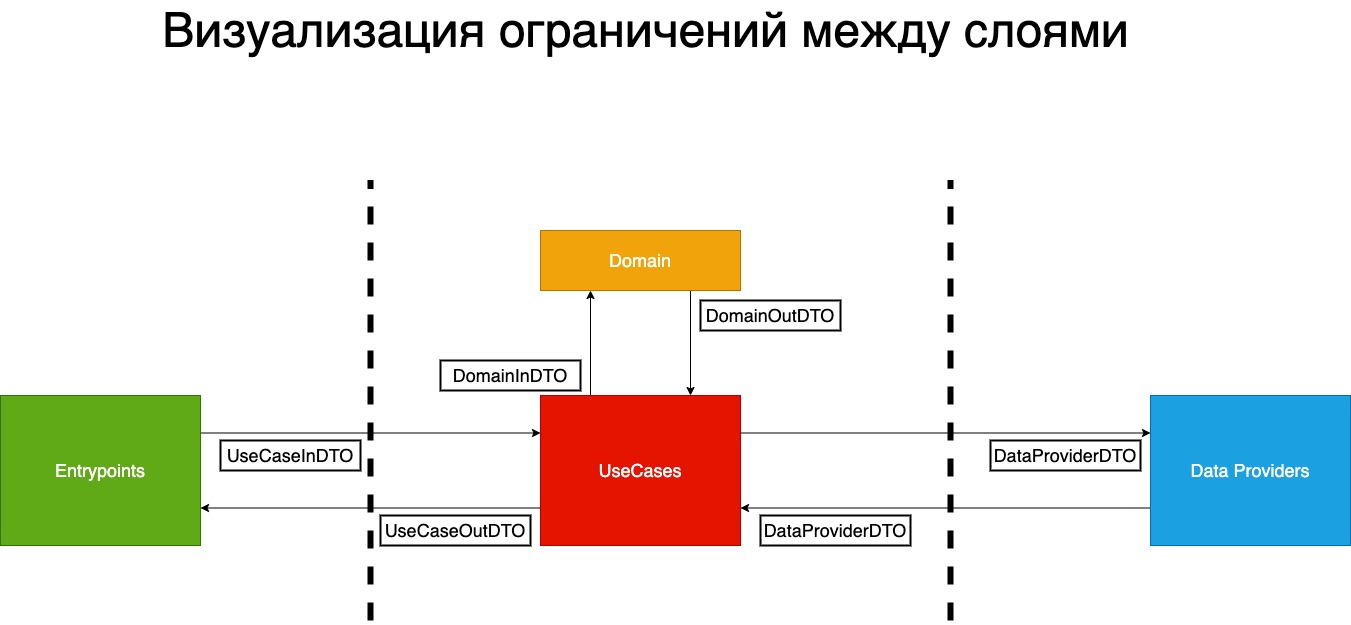 Визуализация ограничений между слоями
Domain
DomainOutDTO
DomainInDTO
Entrypoints
UseCaseInDTO
UseCases
DataProviderDTO
Data Providers
UseCaseOutDTO
DataProviderDTO